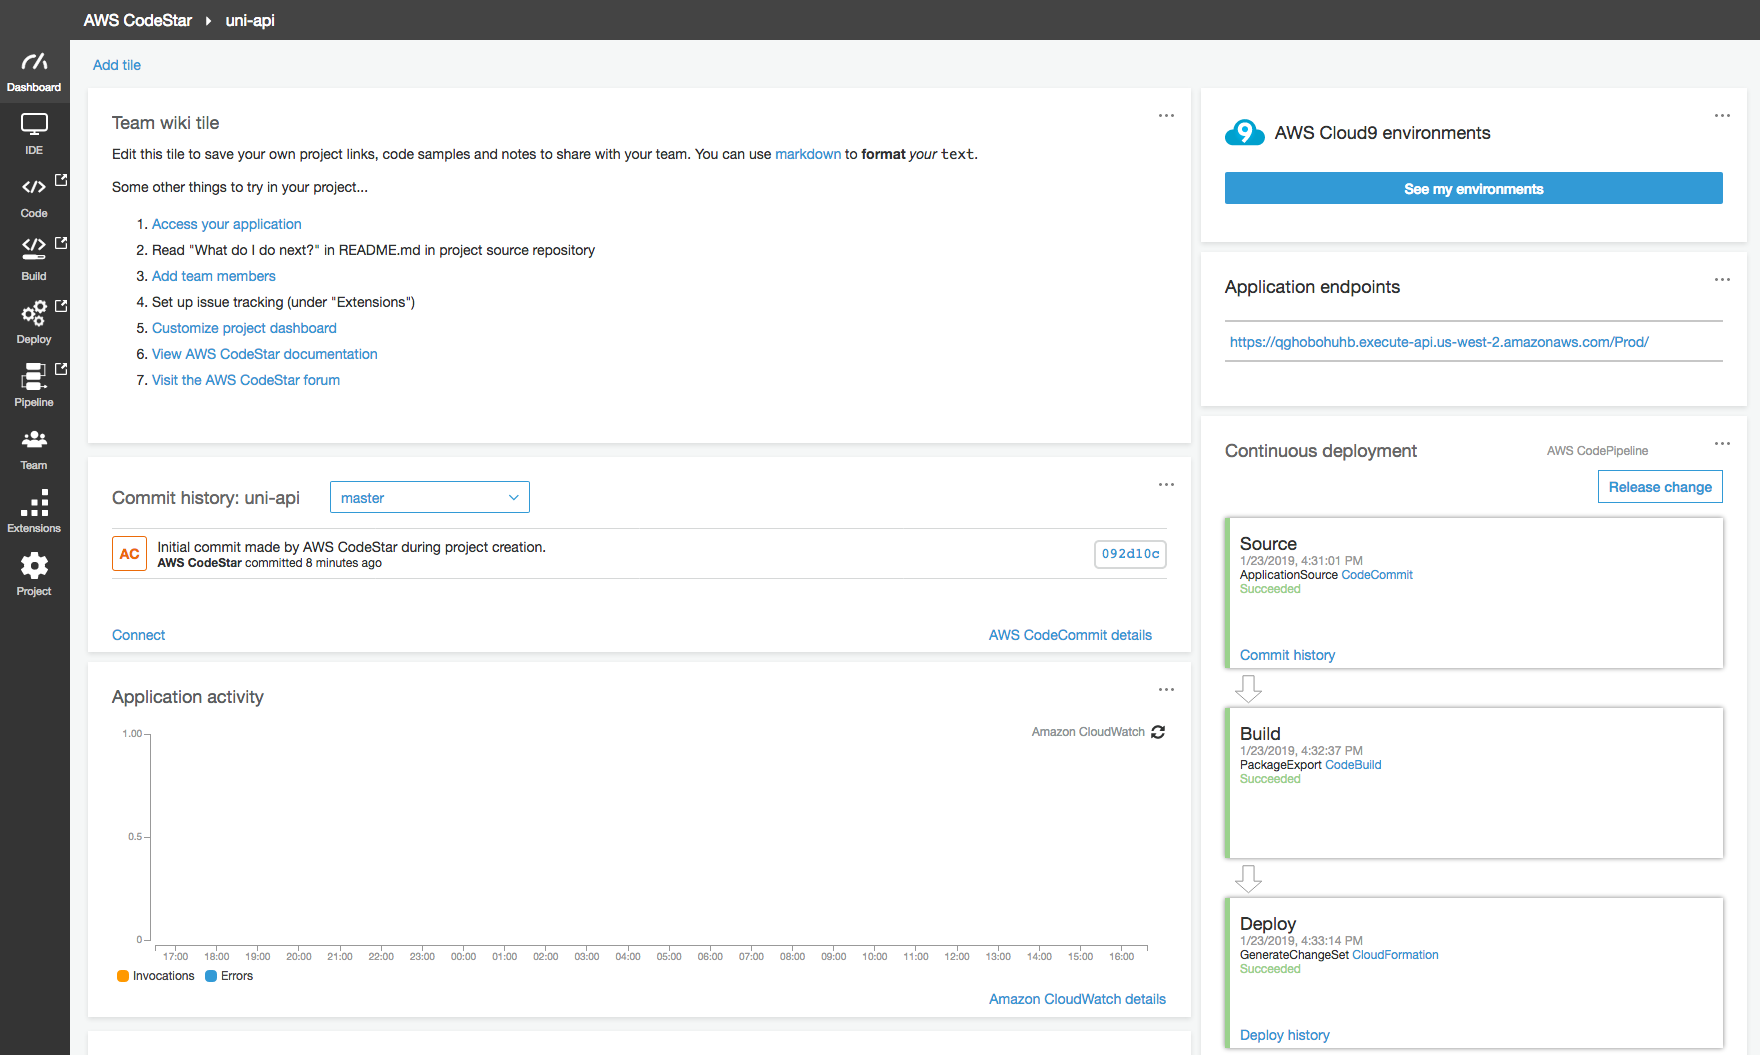 AWS CodeStar uni-api
Dashboard
IDE
Code
Build
Deploy
Pipeline
Team
Extensions
Project
Add tile
Team wiki tile
Edit this tile to save your own project links, code samples and notes to share with your team. You can use markdown to format your text.
Some other things to try in your project...
1. Access your application
2. Read "What do I do next?" in README.md in project source repository
3. Add team members
4. Set up issue tracking (under "Extensions")
5. Customize project dashboard
6. View AWS CodeStar documentation
7. Visit the AWS CodeStar forum
Commit history: uni-api master
AC
Initial commit made by AWS CodeStar during project creation.
AWS CodeStar committed 8 minutes ago
092d10c
Connect AWS CodeCommit details
Application activity
Amazon CloudWatch
1.00
0.5
0
17:00 18:00 19:00 20:00 21:00 22:00 23:00 00:00 01:00 02:00 03:00 04:00 05:00 06:00 07:00 08:00 09:00 10:00 11:00 12:00 13:00 14:00 15:00 16:00
Invocations Errors
Amazon CloudWatch details
9 AWS Cloud9 environments
See my environments
Application endpoints
https://qghobohuhb.execute-api.us-west-2.amazonaws.com/Prod/
Continuous deployment AWS CodePipeline
Release change
Source
1/23/2019, 4:31:01 PM
ApplicationSource CodeCommit
Succeeded
Commit history
Build
1/23/2019, 4:32:37 PM
PackageExport CodeBuild
Succeeded
Deploy
1/23/2019, 4:33:14 PM
GenerateChangeSet CloudFormation
Succeeded
Deploy history